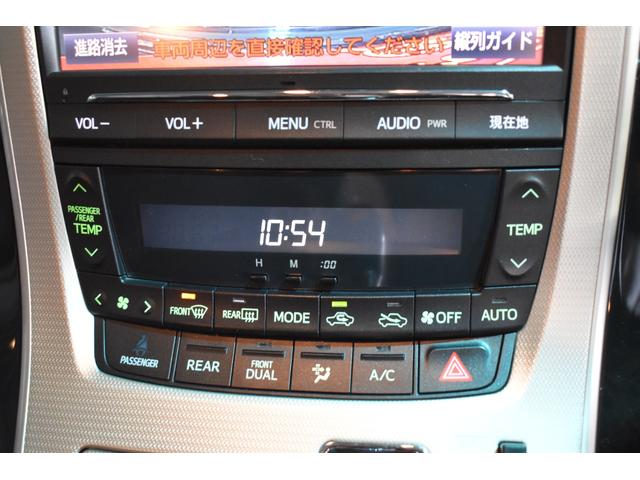 進路消去 車両周辺を直接確認してください 縦列ガイド
VOL− VOL+ MENU CTRL AUDIO PWR 現在地
PASSENGER
/REAR
TEMP
10:54
TEMP
H M :00
FRONT REAR MODE OFF AUTO
PASSENGER REAR FRONT DUAL A/C